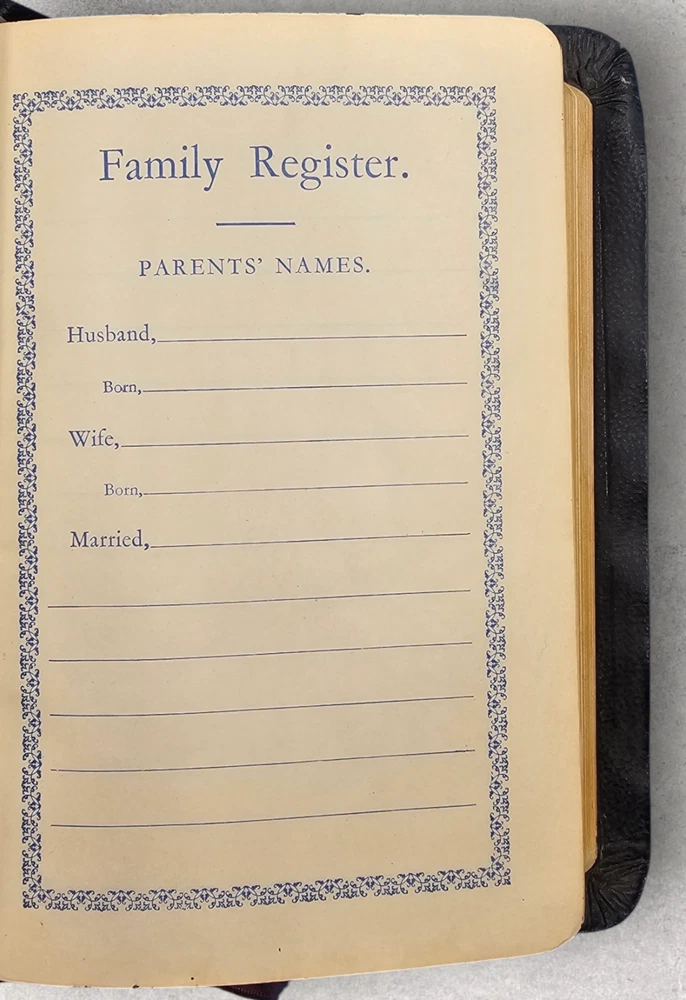 Family Register.
PARENTS' NAMES.
Husband,
Born,
Wife,
Born,
Married,